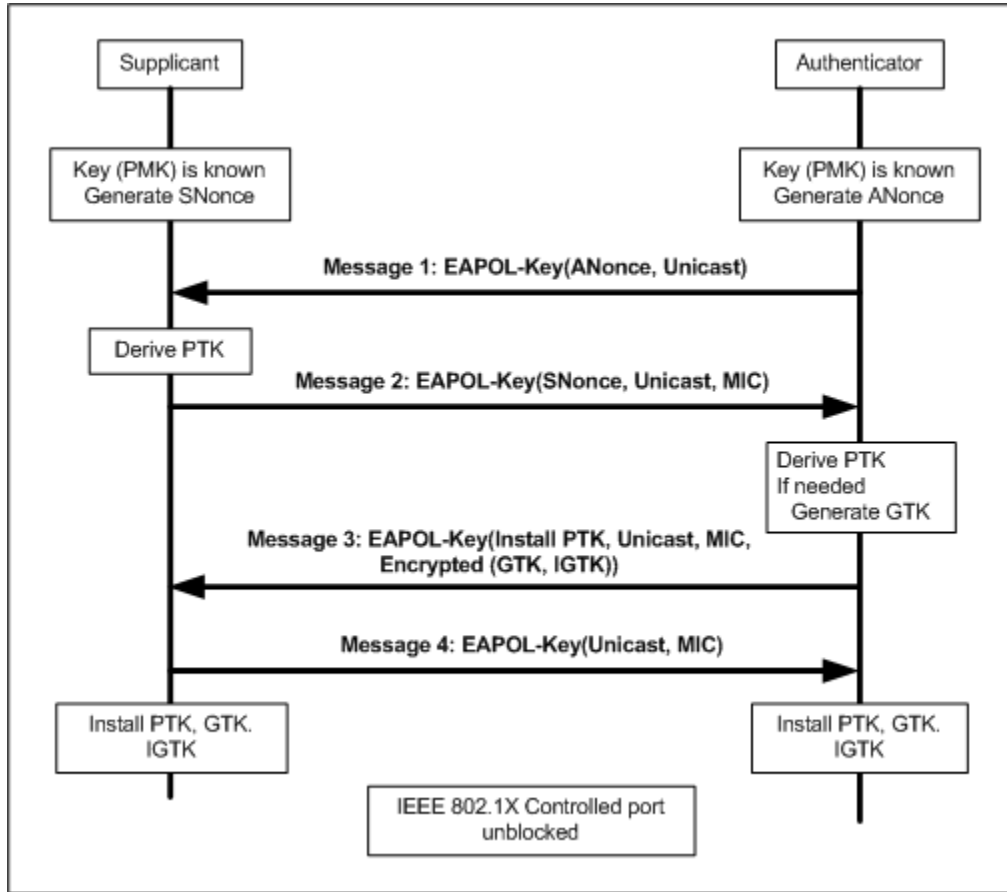 Supplicant
Authenticator
Key (PMK) is known
Generate SNonce
Key (PMK) is known
Generate ANonce
Message 1: EAPOL-Key(ANonce, Unicast)
Derive PTK
Message 2: EAPOL-Key(SNonce, Unicast, MIC)
Derive PTK
If needed
Generate GTK
Message 3: EAPOL-Key(Install PTK, Unicast, MIC,
Encrypted (GTK, IGTK))
Message 4: EAPOL-Key(Unicast, MIC)
Install PTK, GTK.
IGTK
Install PTK, GTK.
IGTK
IEEE 802.1X Controlled port
unblocked